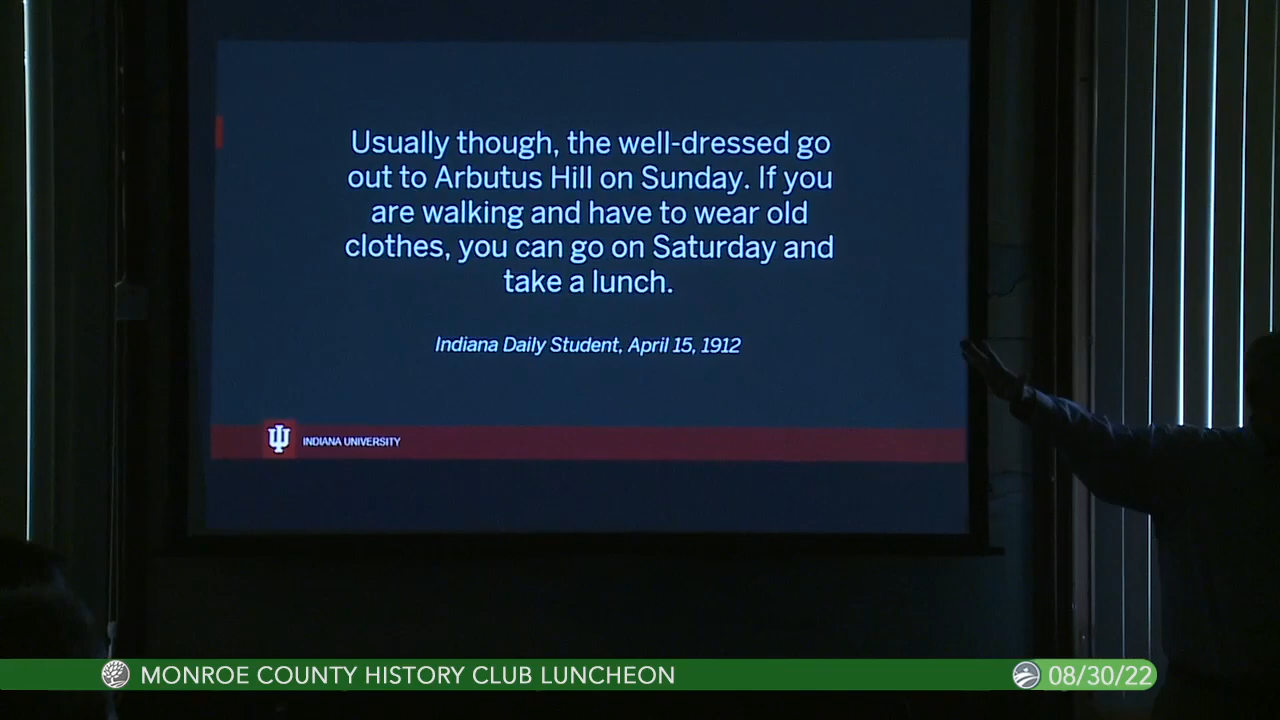 Usually though, the well-dressed go
out to Arbutus Hill on Sunday. If you
are walking and have to wear old
clothes, you can go on Saturday and
take a lunch.
Indiana Daily Student, April 15, 1912
INDIANA UNIVERSITY
MONROE COUNTY HISTORY CLUB LUNCHEON
08/30/22